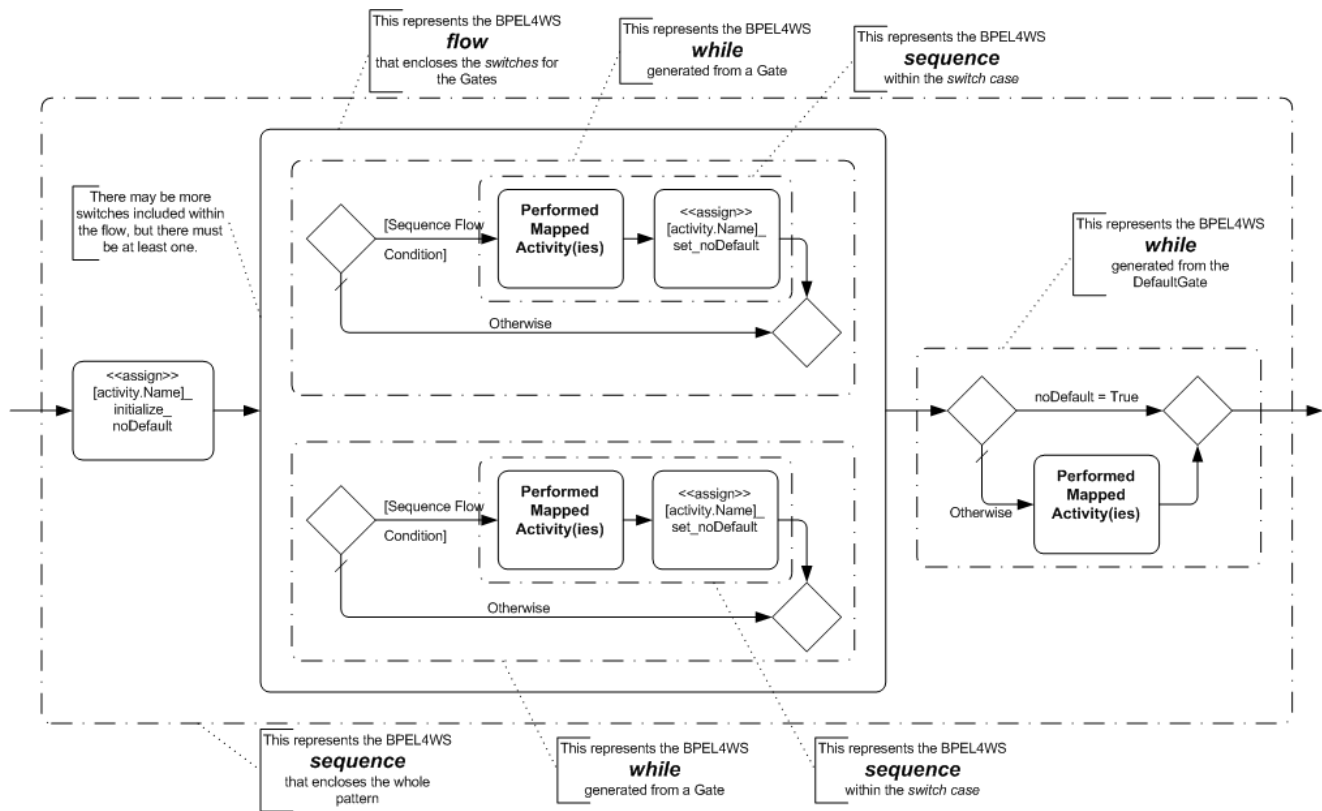 This represents the BPEL4WS
flow
that encloses the switches for
the Gates
This represents the BPEL4WS
while
generated from a Gate
This represents the BPEL4WS
sequence
within the switch case
There may be more
switches included within
the flow, but there must
be at least one.
[Sequence Flow
Condition]
Performed
Mapped
Activity(ies)
<<assign>>
[activity.Name]_
set_noDefault
Otherwise
This represents the BPEL4WS
while
generated from the
DefaultGate
<<assign>>
[activity.Name]_
initialize_
noDefault
noDefault = True
Otherwise
Performed
Mapped
Activity(ies)
[Sequence Flow
Condition]
Performed
Mapped
Activity(ies)
<<assign>>
[activity.Name]_
set_noDefault
Otherwise
This represents the BPEL4WS
sequence
that encloses the whole
pattern
This represents the BPEL4WS
while
generated from a Gate
This represents the BPEL4WS
sequence
within the switch case